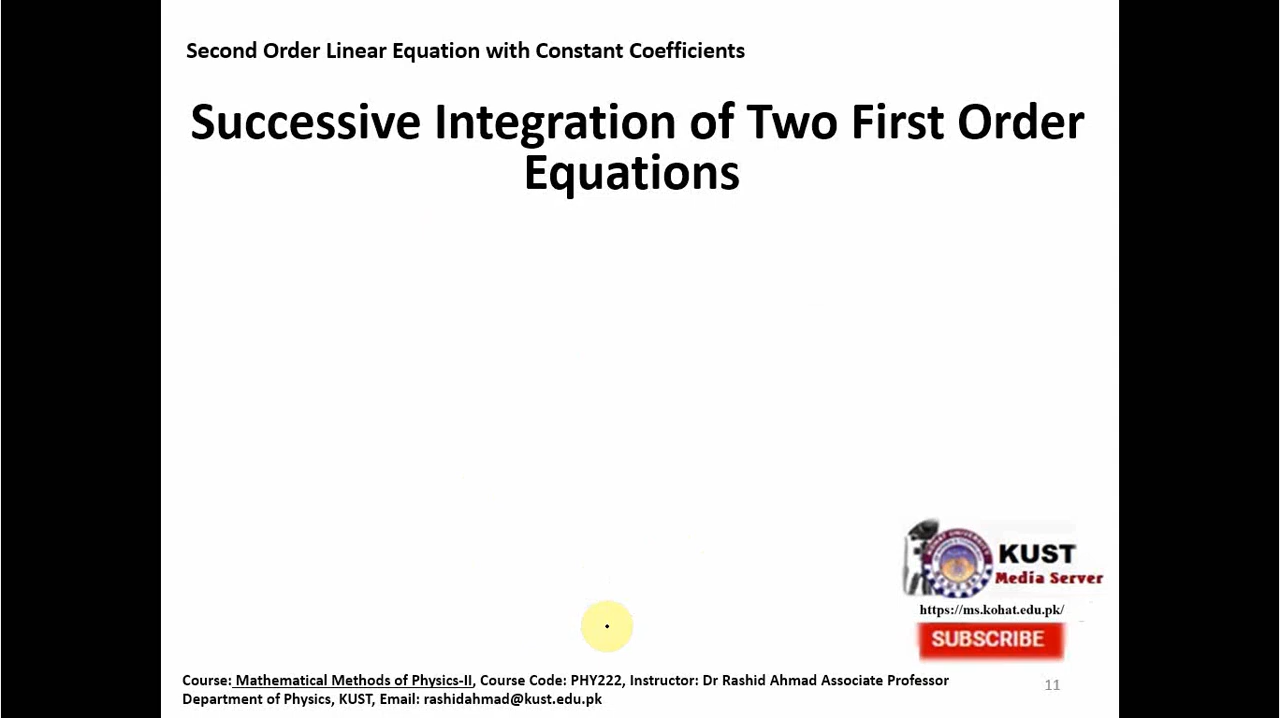 Second Order Linear Equation with Constant Coefficients
Successive Integration of Two First Order
Equations
KUST
Media Server
https://ms.kohat.edu.pk/
SUBSCRIBE
Course: Mathematical Methods of Physics-II, Course Code: PHY222, Instructor: Dr Rashid Ahmad Associate Professor
Department of Physics, KUST, Email: rashidahmad@kust.edu.pk
11